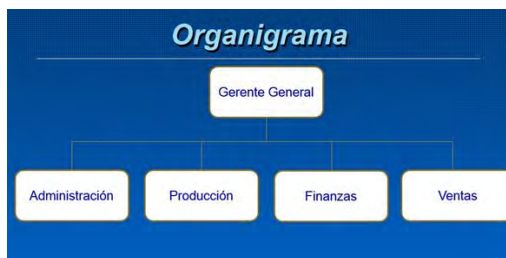 Organigrama
Gerente General
Administración
Producción
Finanzas
Ventas